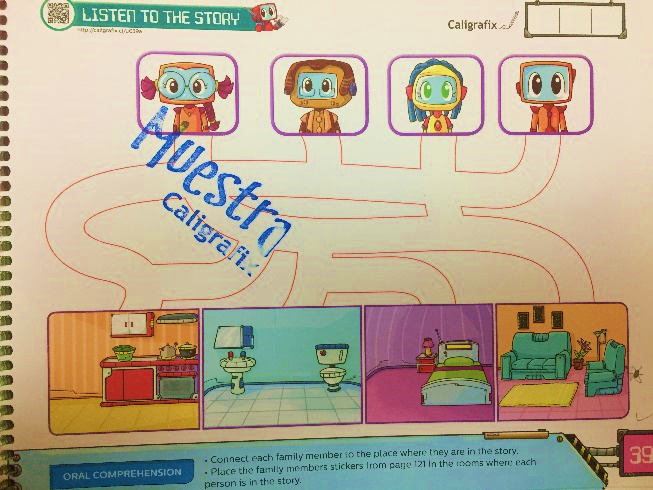 LISTEN TO THE STORY
Caligrafix
Muestra
Caligrafix
ORAL COMPREHENSION
• Connect each family member to the place where they are in the story.
• Place the family members stickers from page 121 in the rooms where each
person is in the story.
39